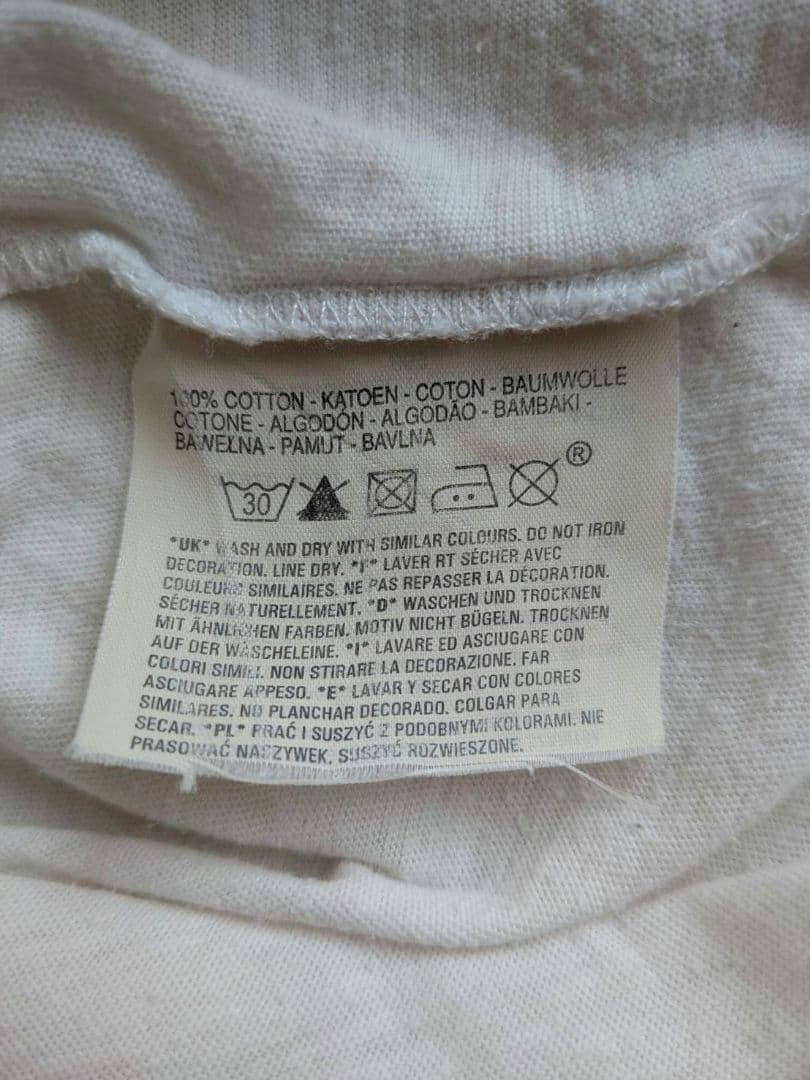 100% COTTON - KATOEN - COTON - BAUMWOLLE
COTONE - ALGODÓN - ALGODÃO - BAMBAKI -
BAWEŁNA - PAMUT - BAVLNA
30 ®
*UK* WASH AND DRY WITH SIMILAR COLOURS. DO NOT IRON
DECORATION. LINE DRY. *F* LAVER RT SÉCHER AVEC
COULEURS SIMILAIRES. NE PAS REPASSER LA DÉCORATION.
SÉCHER NATURELLEMENT. *D* WASCHEN UND TROCKNEN
MIT ÄHNLICHEN FARBEN. MOTIV NICHT BÜGELN. TROCKNEN
AUF DER WÄSCHELEINE. *I* LAVARE ED ASCIUGARE CON
COLORI SIMILI. NON STIRARE LA DECORAZIONE. FAR
ASCIUGARE APPESO. *E* LAVAR Y SECAR CON COLORES
SIMILARES. NO PLANCHAR DECORADO. COLGAR PARA
SECAR. *PL* PRAĆ I SUSZYĆ Z PODOBNYMI KOLORAMI. NIE
PRASOWAĆ NASZYWEK, SUSZYĆ ROZWIESZONE.